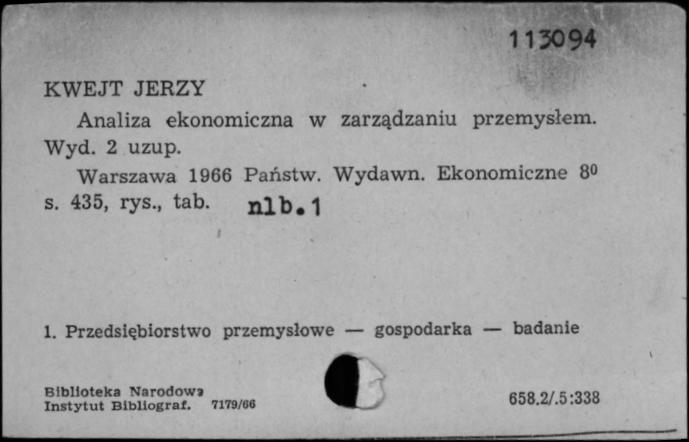 113094
KWEJT JERZY
Analiza ekonomiczna w zarządzaniu przemysłem.
Wyd. 2 uzup.
Warszawa 1966 Państw. Wydawn. Ekonomiczne 8⁰
s. 435, rys., tab. nlb.1
1. Przedsiębiorstwo przemysłowe — gospodarka — badanie
Biblioteka Narodowa
Instytut Bibliograf. 7179/66
658.2/.5:338